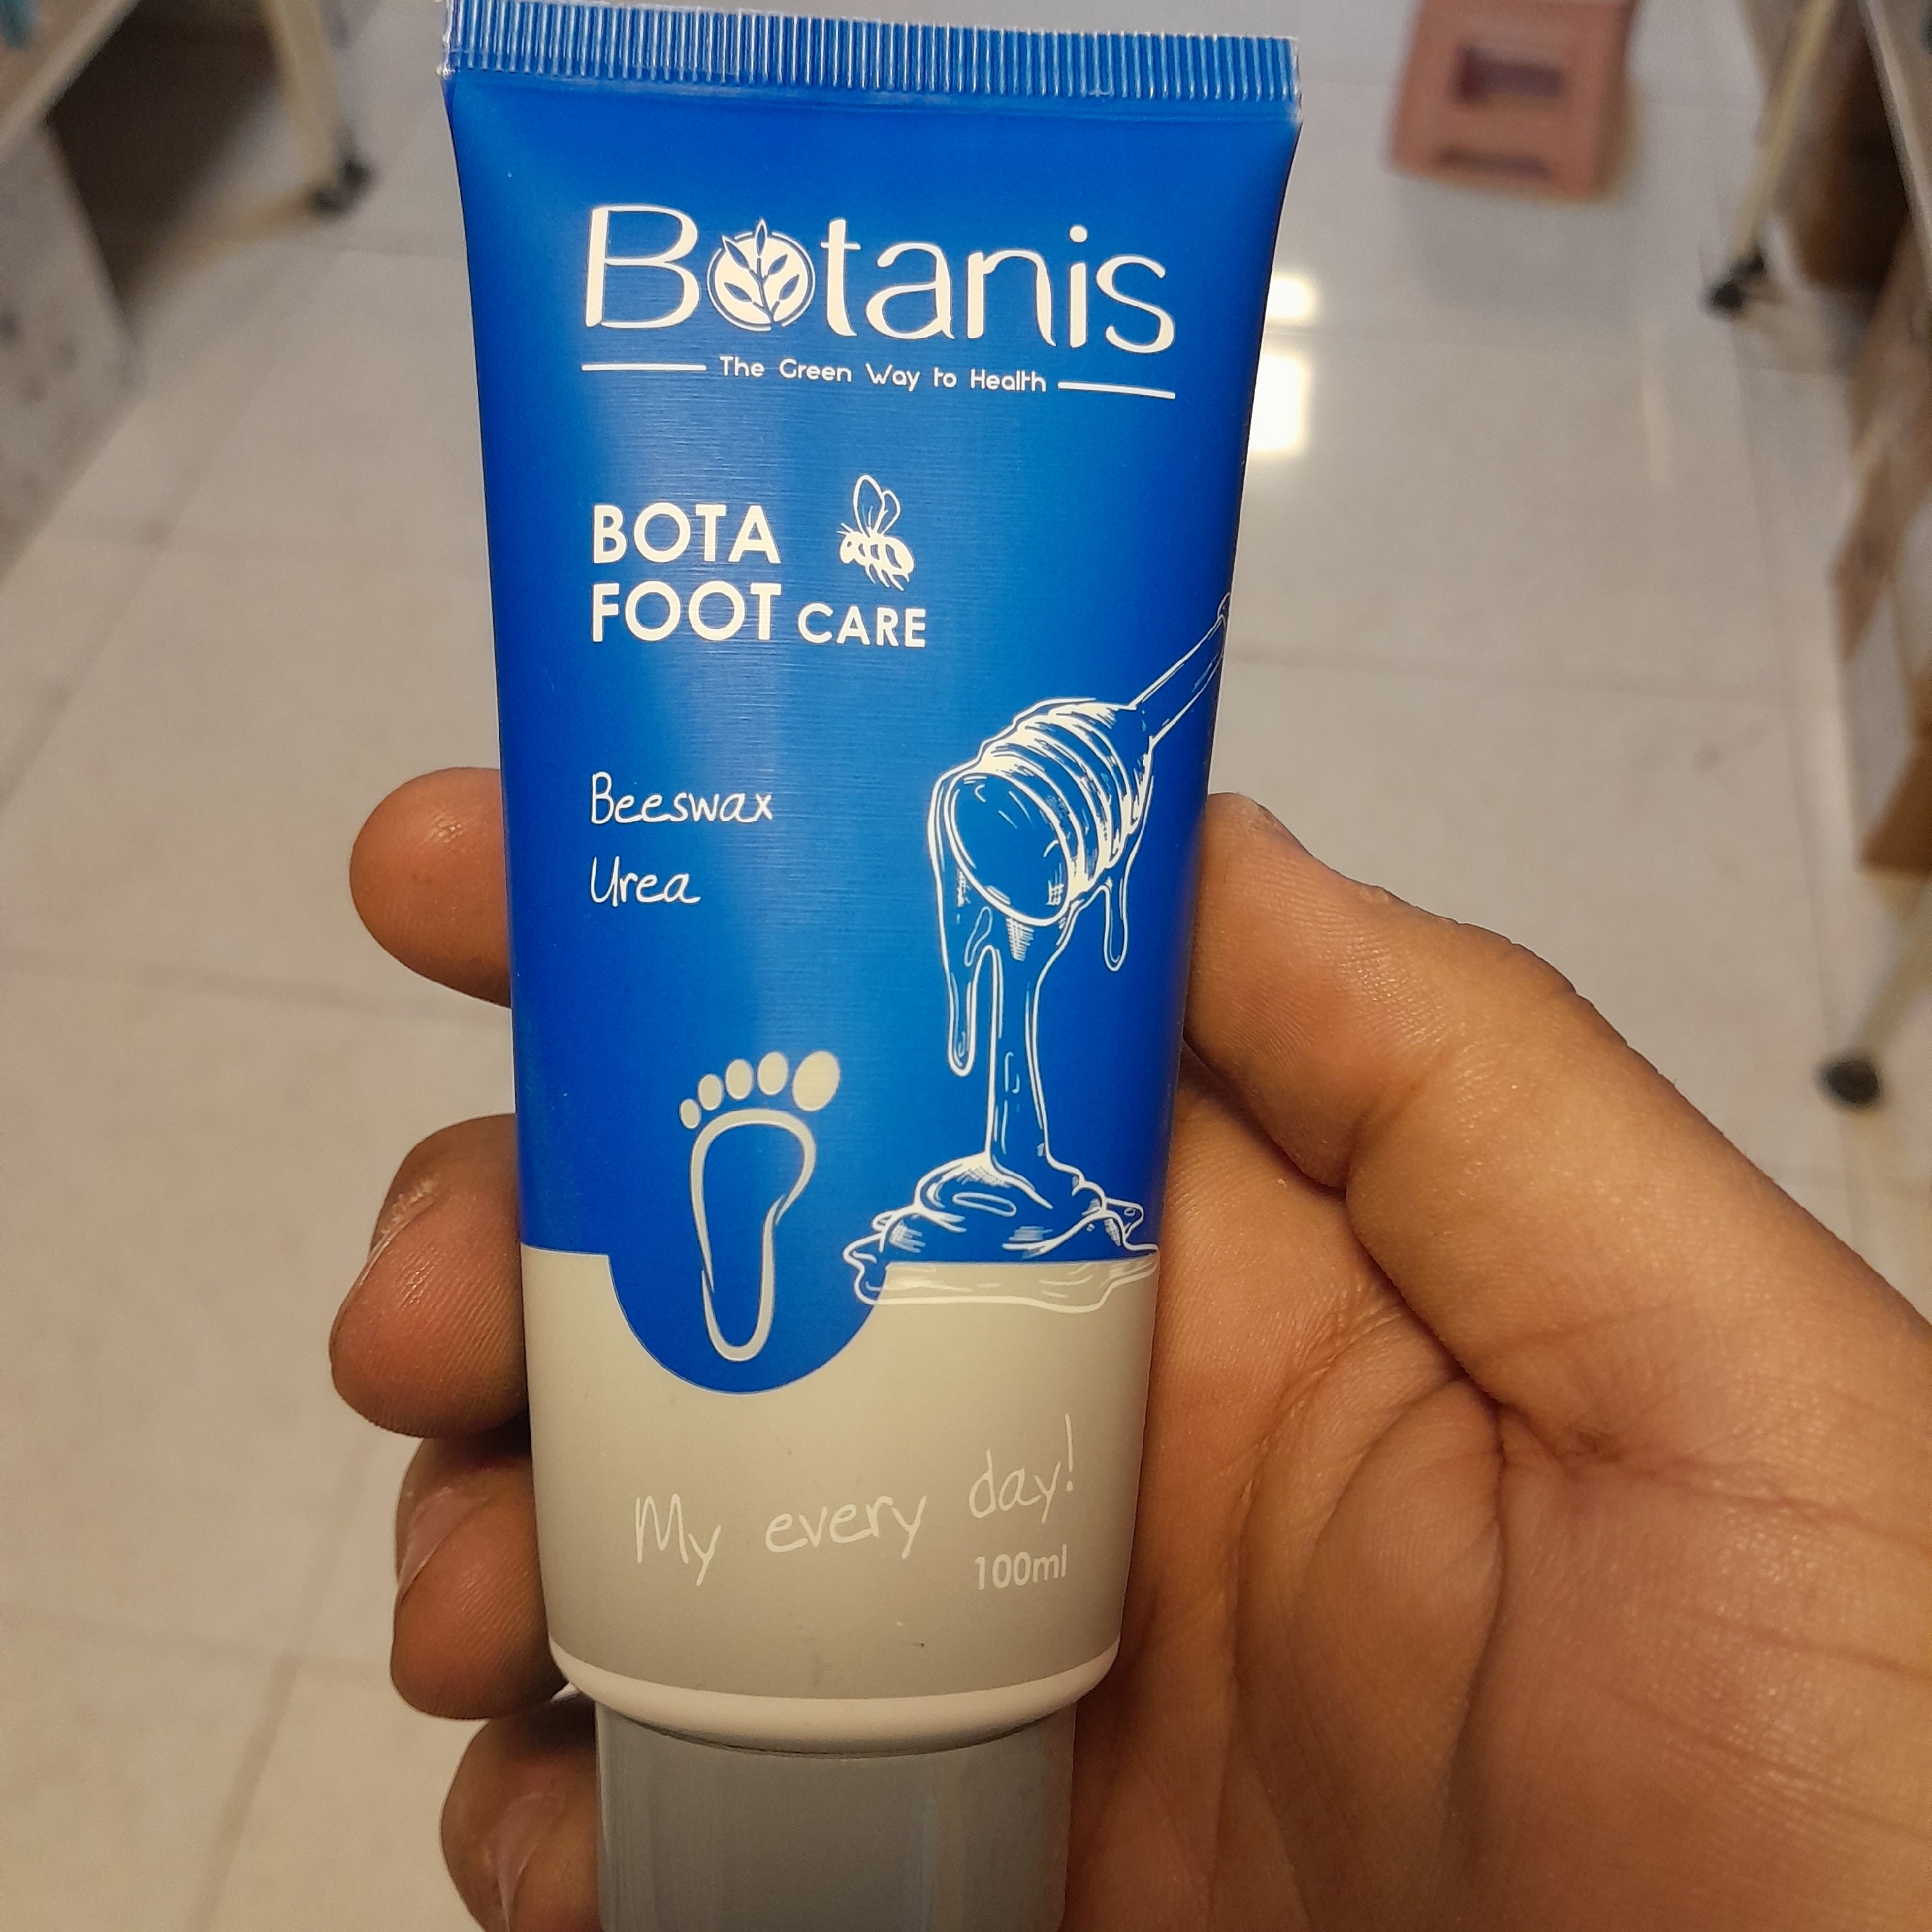 Botanis
The Green Way to Health
BOTA
FOOT CARE
Beeswax
Urea
My every day!
100ml